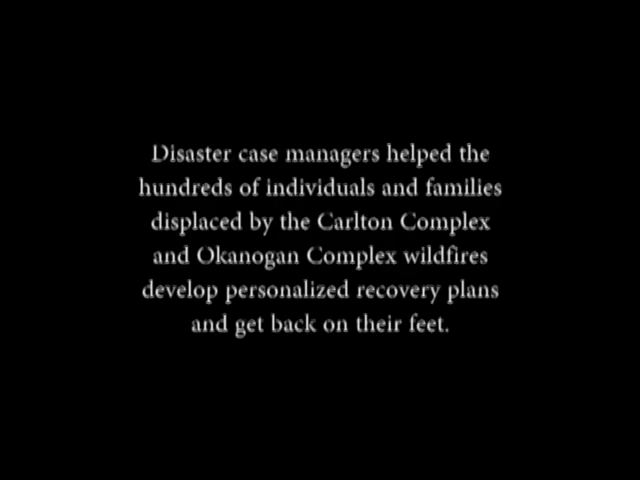 Disaster case managers helped the
hundreds of individuals and families
displaced by the Carlton Complex
and Okanogan Complex wildfires
develop personalized recovery plans
and get back on their feet.